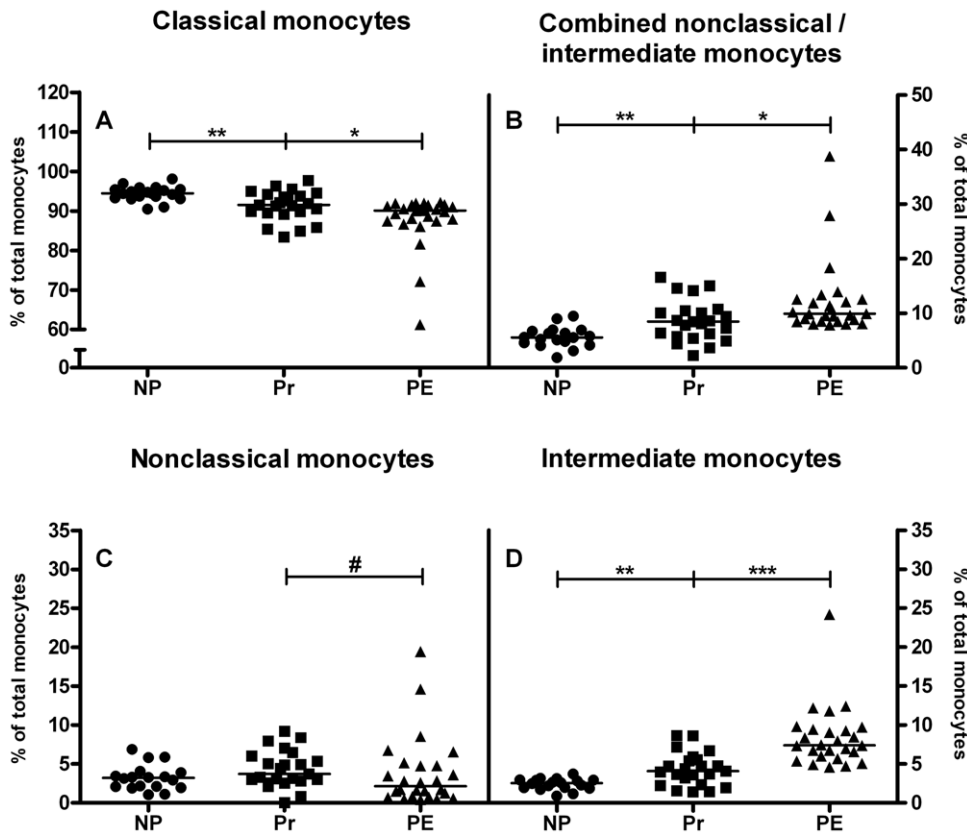 Classical monocytes
Combined nonclassical /
intermediate monocytes
% of total monocytes
120
110
100
90
80
70
60
0
A
**
*
NP
Pr
PE
B
**
*
50
40
30
20
10
0
% of total monocytes
NP
Pr
PE
Nonclassical monocytes
Intermediate monocytes
% of total monocytes
35
30
25
20
15
10
5
0
C
#
NP
Pr
PE
D
**
***
35
30
25
20
15
10
5
0
% of total monocytes
NP
Pr
PE